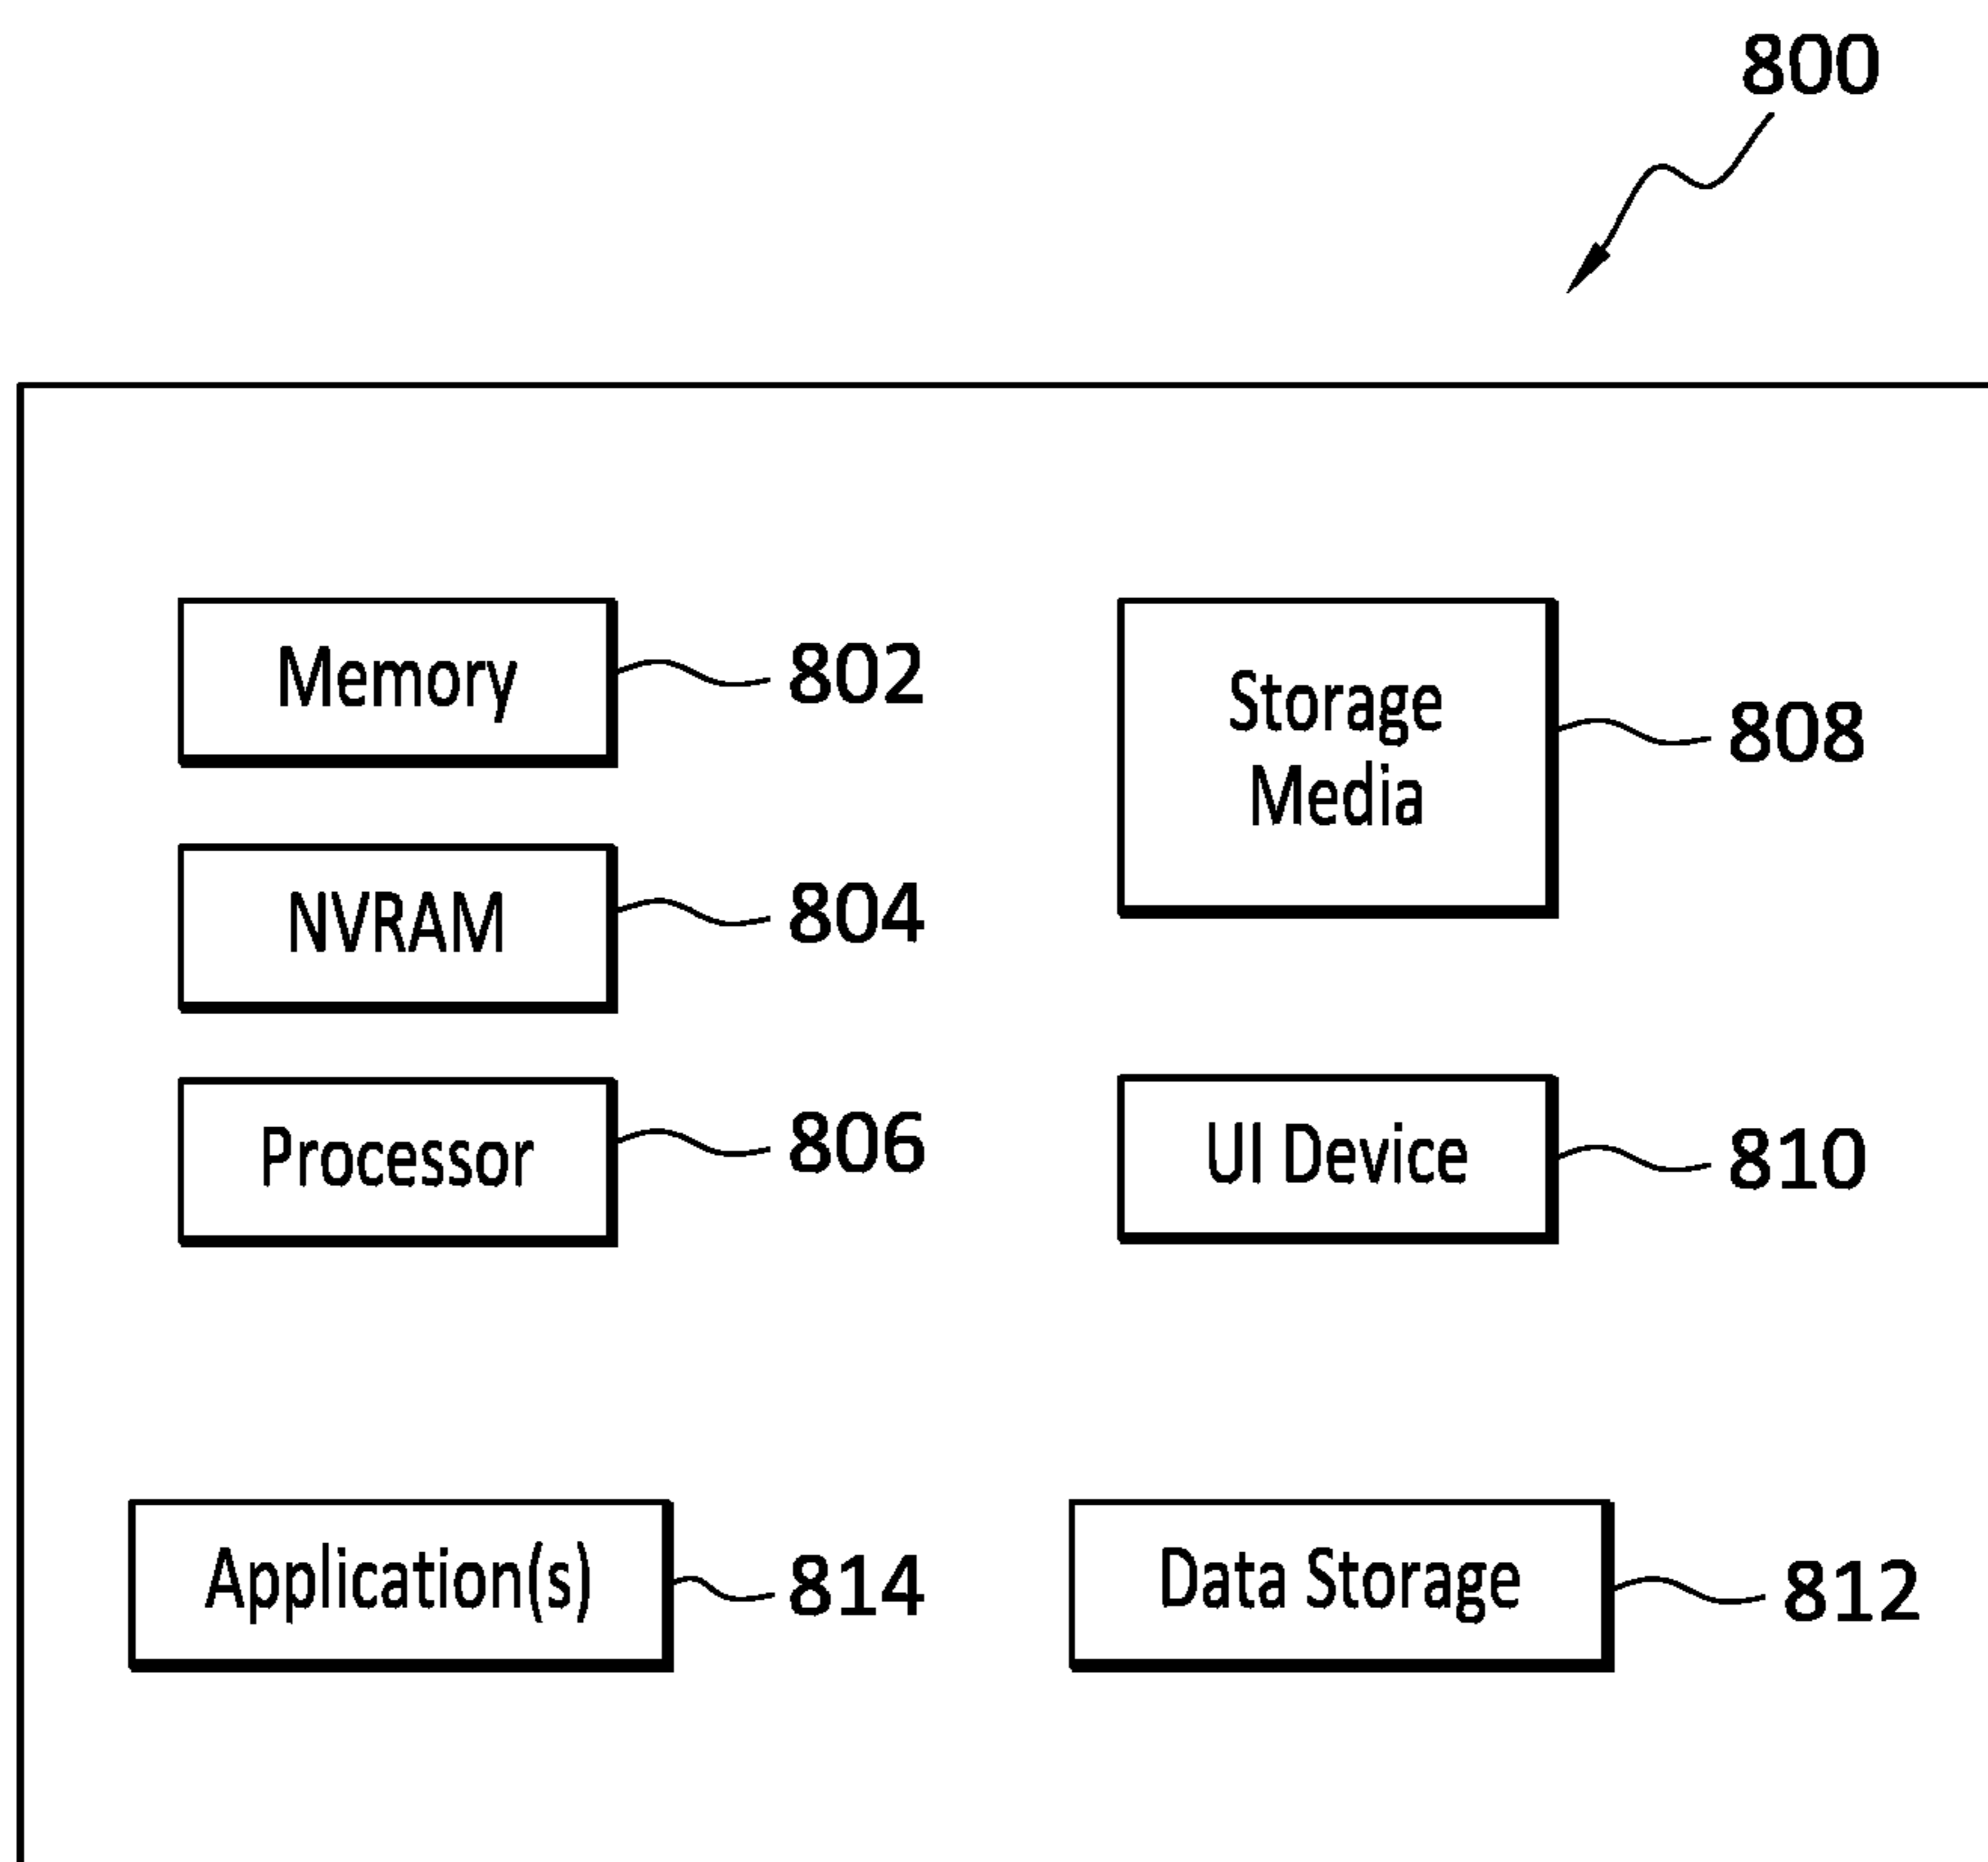 800
Memory
802
NVRAM
804
Processor
806
Storage
Media
808
UI Device
810
Application(s)
814
Data Storage
812